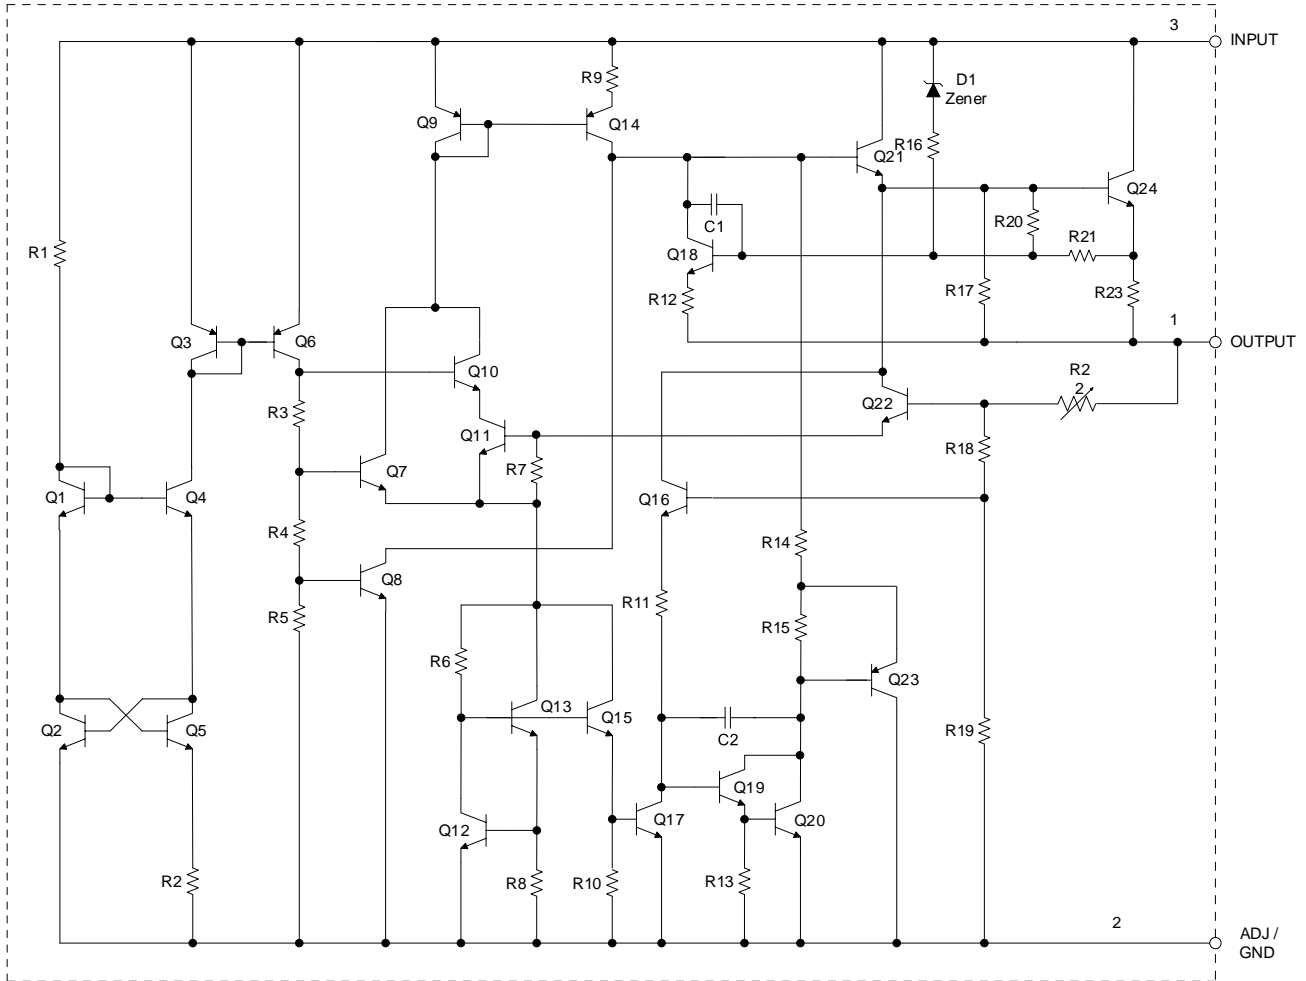 3
INPUT
R9
D1
Zener
Q9
Q14
R16
Q21
Q24
C1
R20
R21
Q18
R1
R12
R17
R23
1
OUTPUT
Q3
Q6
Q10
R2
2
R3
Q22
Q11
R7
R18
Q7
Q1
Q4
Q16
R4
R14
Q8
R11
R5
R15
R6
Q23
Q13
Q15
Q2
Q5
C2
R19
Q19
Q12
Q17
Q20
R2
R8
R10
R13
2
ADJ /
GND